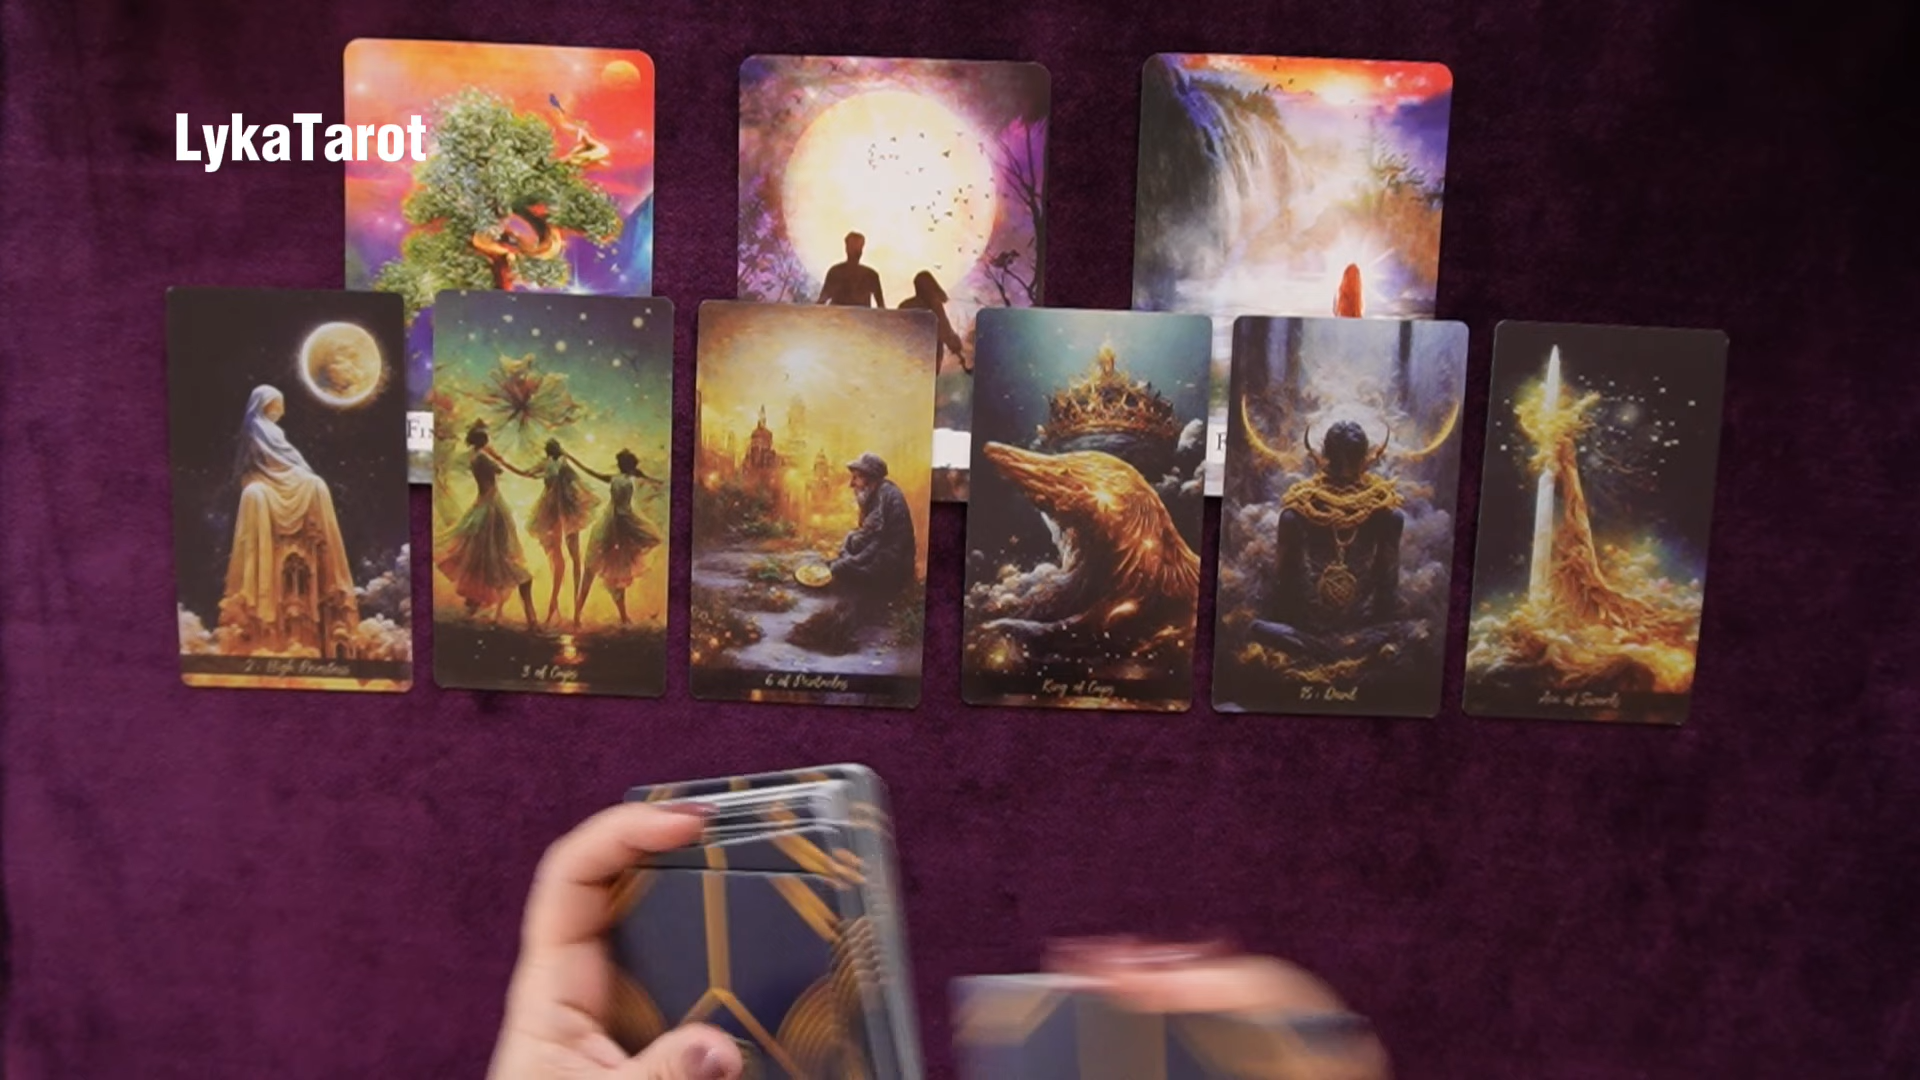 LykaTarot
2 : High Priestess
3 of Cups
6 of Pentacles
King of Cups
15 : Devil
Ace of Swords